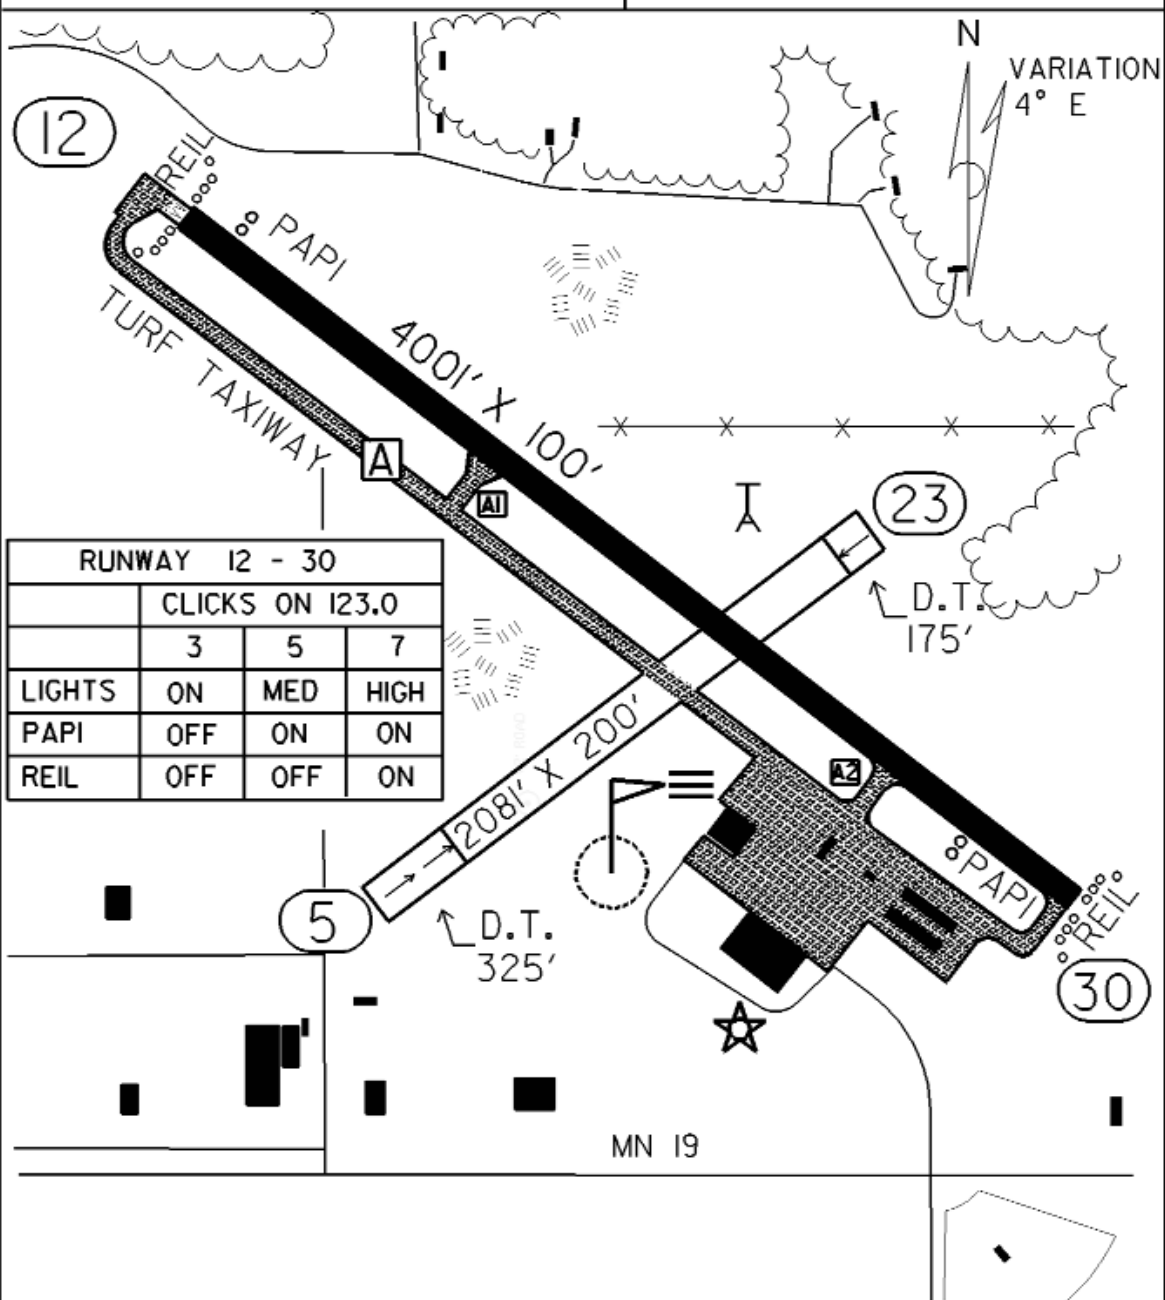 N
VARIATION
4° E
12
REIL
PAPI
TURF TAXIWAY
4001' X 100'
A
A1
23
D.T.
175'
RUNWAY 12 - 30
CLICKS ON 123.0
3 5 7
LIGHTS ON MED HIGH
PAPI OFF ON ON
REIL OFF OFF ON
2081' X 200'
A2
PAPI
REIL
5
D.T.
325'
30
MN 19